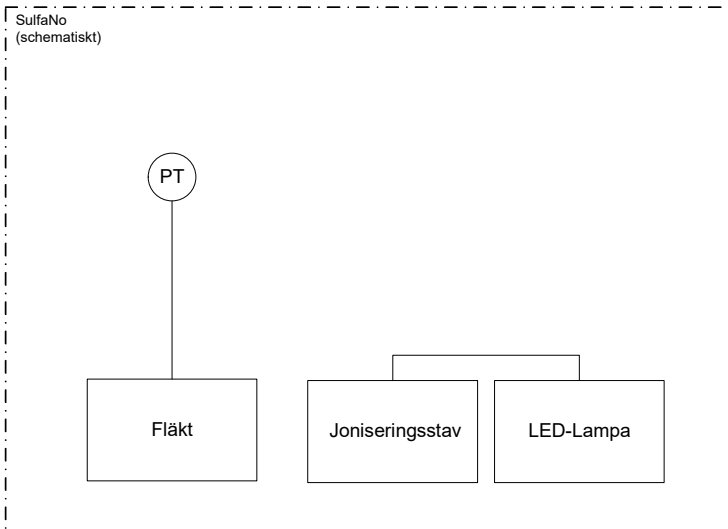 SulfaNo
(schematiskt)
PT
Fläkt
Joniseringsstav
LED-Lampa